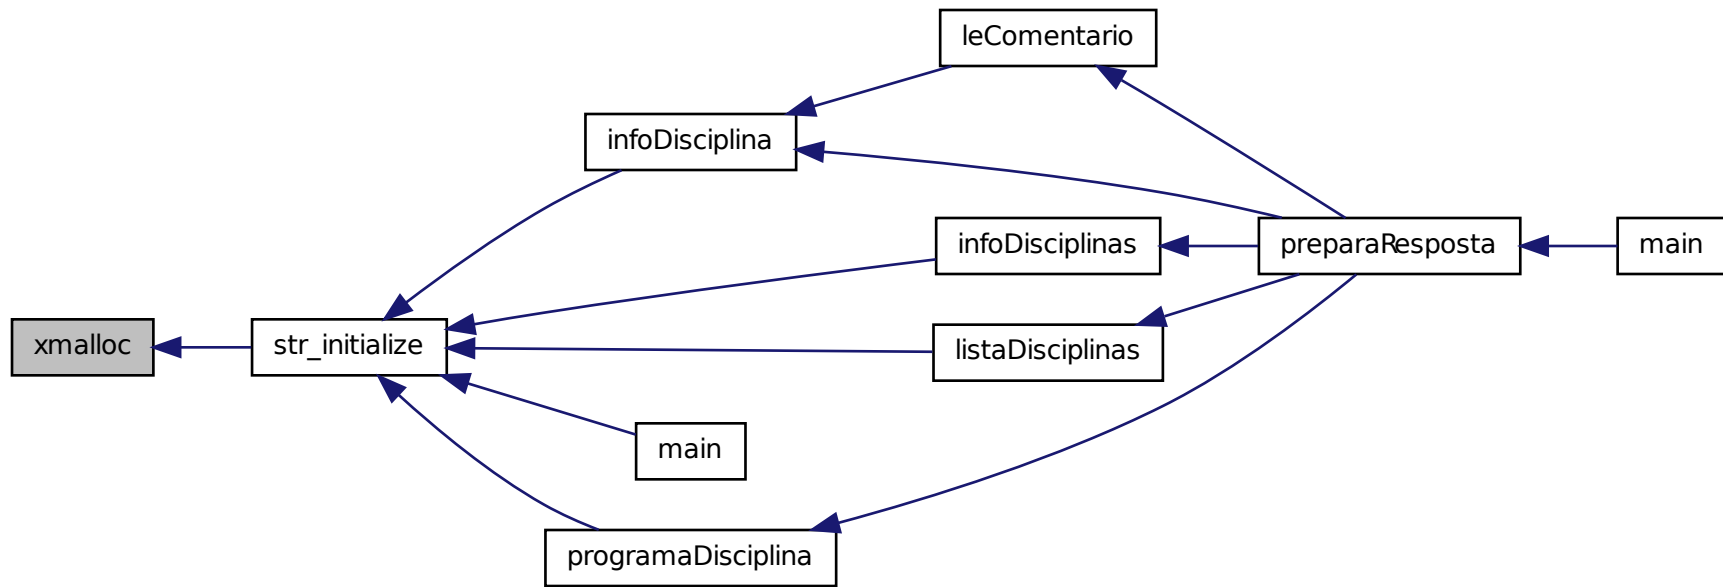 leComentario
infoDisciplina
infoDisciplinas
preparaResposta
main
xmalloc
str_initialize
listaDisciplinas
main
programaDisciplina